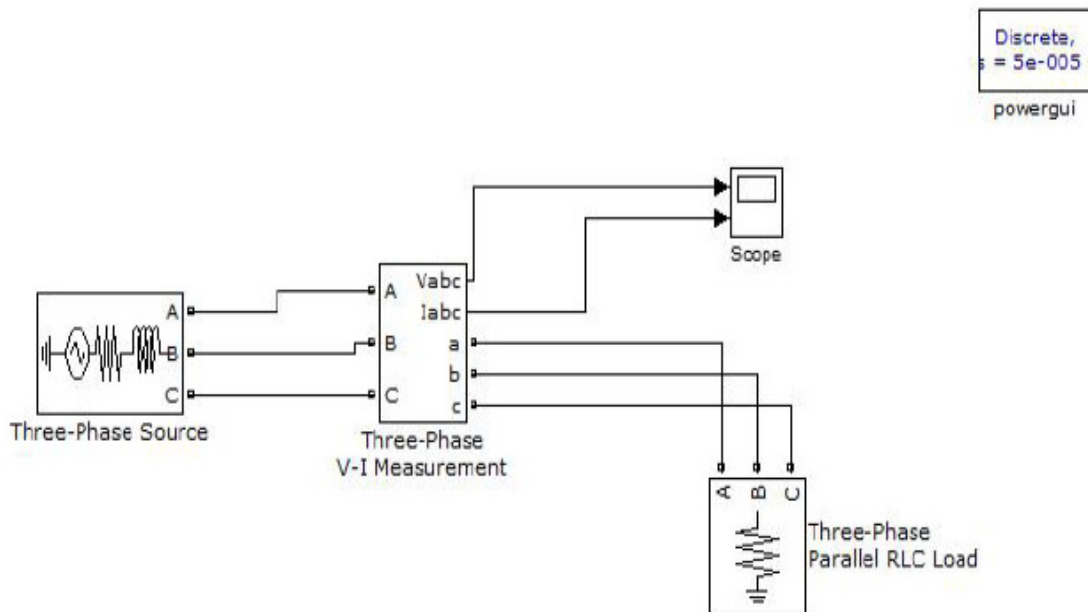 Discrete,
s = 5e-005
powergui
Scope
Vabc
A
Iabc
A
B
a
B
b
C
C
c
Three-Phase Source
Three-Phase
V-I Measurement
A
B
C
Three-Phase
Parallel RLC Load